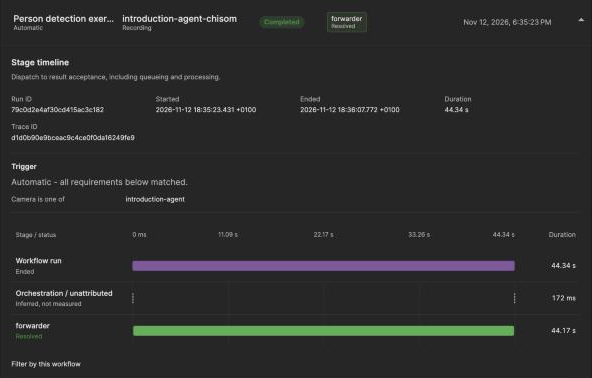 Person detection exer... introduction-agent-chisom Completed forwarder Nov 12, 2026, 6:35:23 PM
Automatic Recording Resolved
Stage timeline
Dispatch to result acceptance, including queueing and processing.
Run ID Started Ended Duration
79c0d2e4af30cd415ac3c182 2026-11-12 18:35:23.431 +0100 2026-11-12 18:36:07.772 +0100 44.34 s
Trace ID
d1d0b90e9bceac9c4ce0f0da16249fe9
Trigger
Automatic - all requirements below matched.
Camera is one of introduction-agent
Stage / status 0 ms 11.09 s 22.17 s 33.26 s 44.34 s Duration
Workflow run 44.34 s
Ended
Orchestration / unattributed 172 ms
Inferred, not measured
forwarder 44.17 s
Resolved
Filter by this workflow